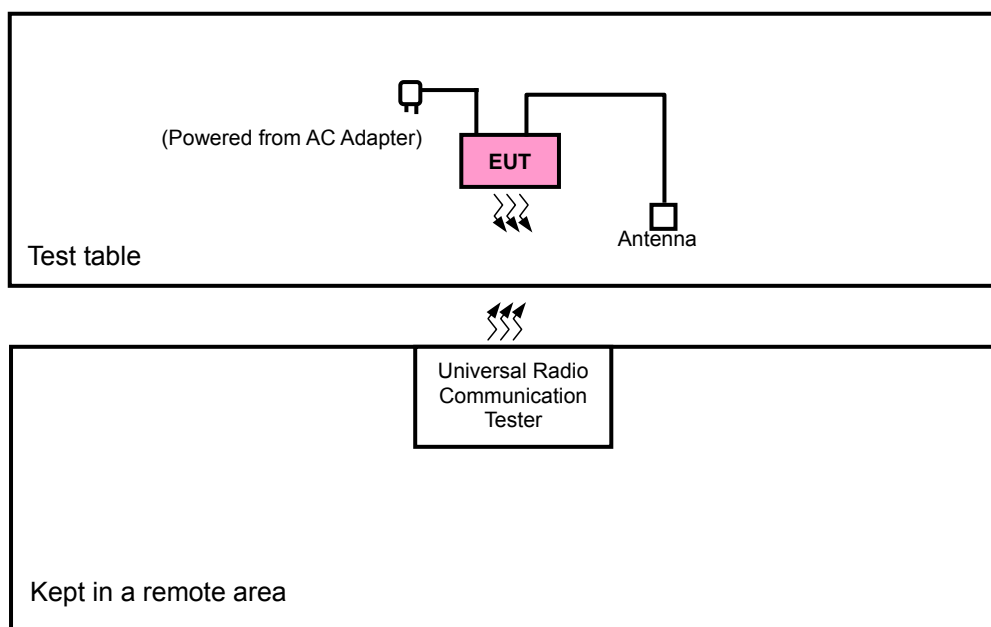 (Powered from AC Adapter)
EUT
Antenna
Test table
Universal Radio
Communication
Tester
Kept in a remote area